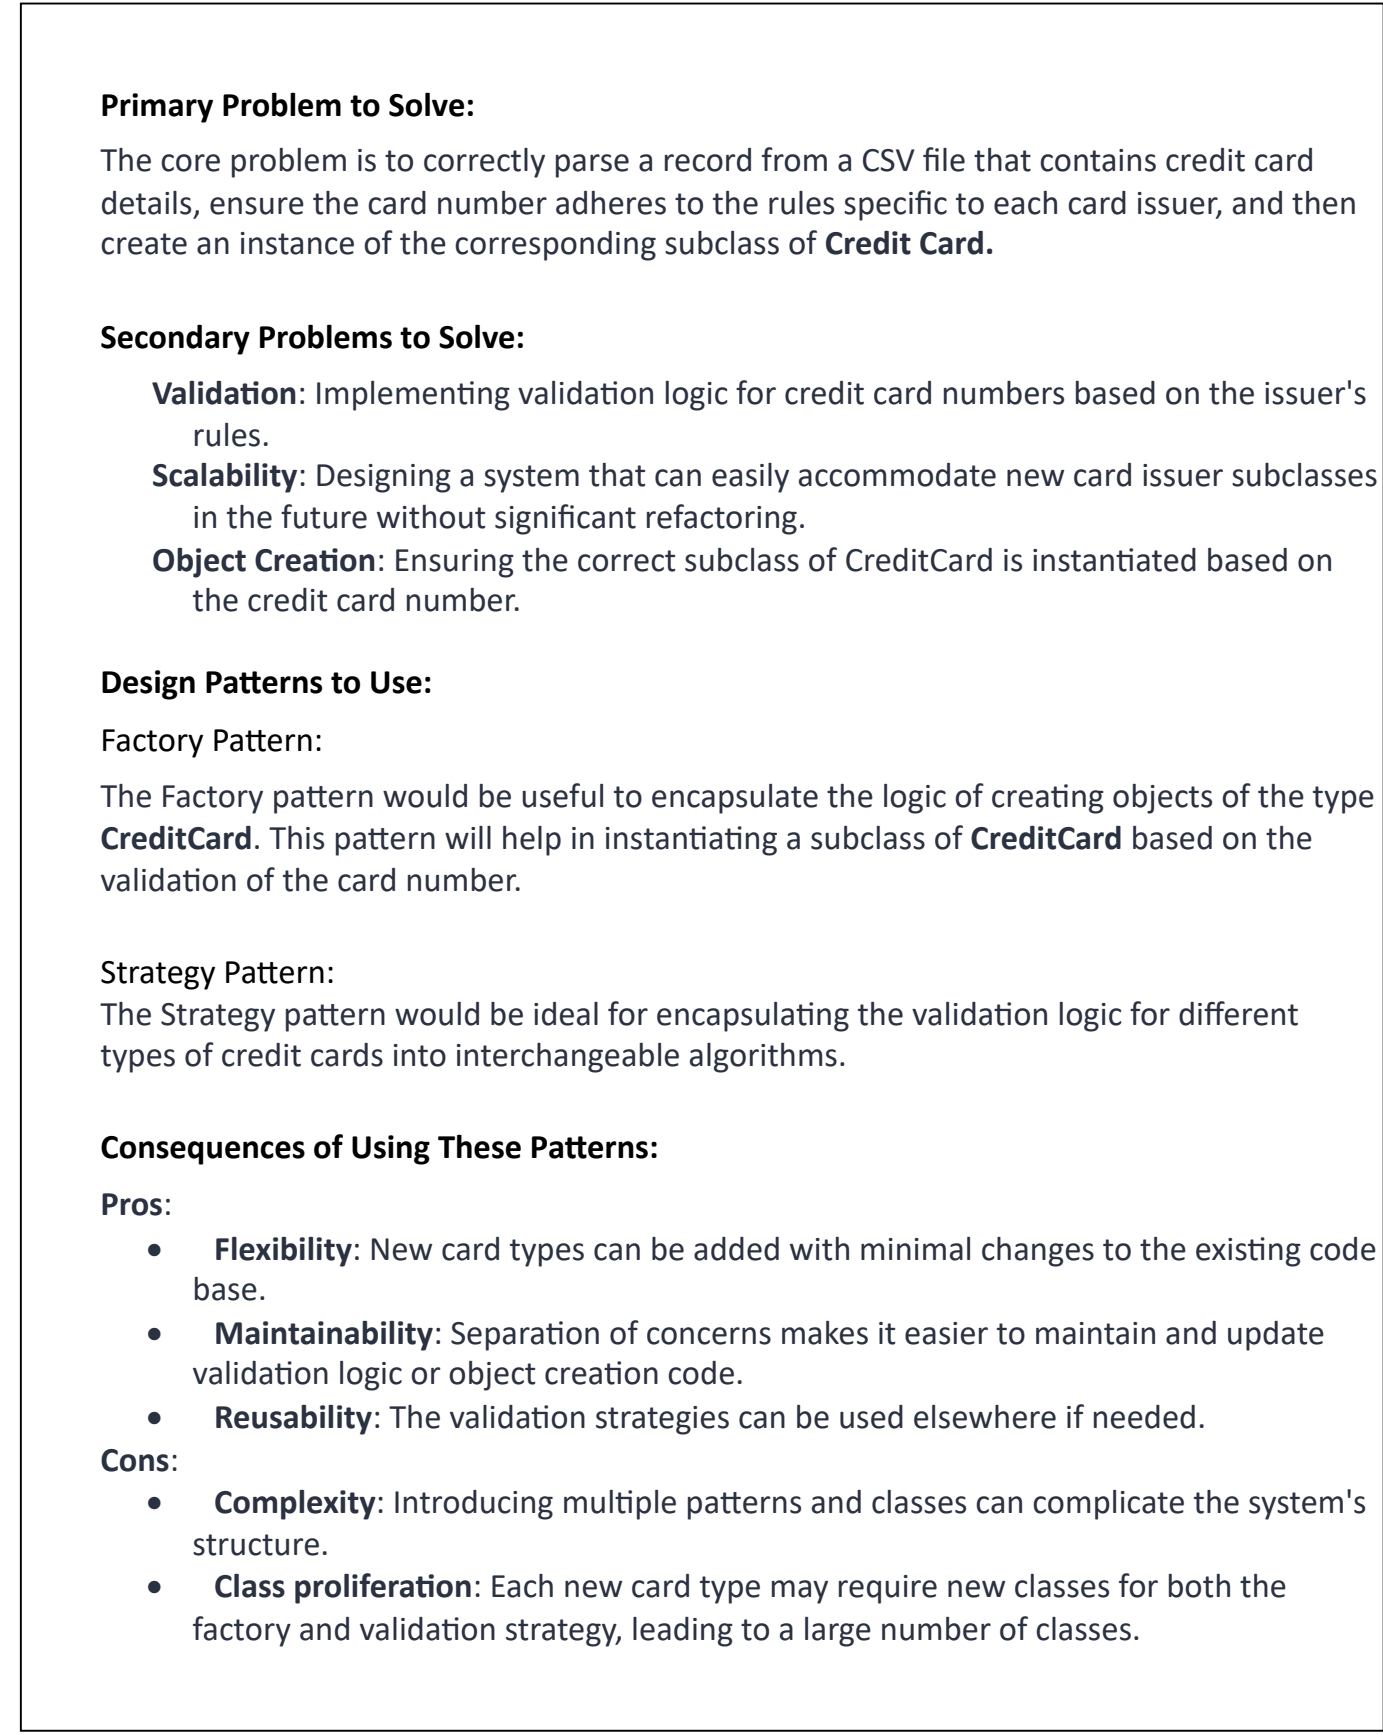 Primary Problem to Solve:
The core problem is to correctly parse a record from a CSV file that contains credit card
details, ensure the card number adheres to the rules specific to each card issuer, and then
create an instance of the corresponding subclass of Credit Card.
Secondary Problems to Solve:
Validation: Implementing validation logic for credit card numbers based on the issuer's
rules.
Scalability: Designing a system that can easily accommodate new card issuer subclasses
in the future without significant refactoring.
Object Creation: Ensuring the correct subclass of CreditCard is instantiated based on
the credit card number.
Design Patterns to Use:
Factory Pattern:
The Factory pattern would be useful to encapsulate the logic of creating objects of the type
CreditCard. This pattern will help in instantiating a subclass of CreditCard based on the
validation of the card number.
Strategy Pattern:
The Strategy pattern would be ideal for encapsulating the validation logic for different
types of credit cards into interchangeable algorithms.
Consequences of Using These Patterns:
Pros:
• Flexibility: New card types can be added with minimal changes to the existing code
base.
• Maintainability: Separation of concerns makes it easier to maintain and update
validation logic or object creation code.
• Reusability: The validation strategies can be used elsewhere if needed.
Cons:
• Complexity: Introducing multiple patterns and classes can complicate the system's
structure.
• Class proliferation: Each new card type may require new classes for both the
factory and validation strategy, leading to a large number of classes.